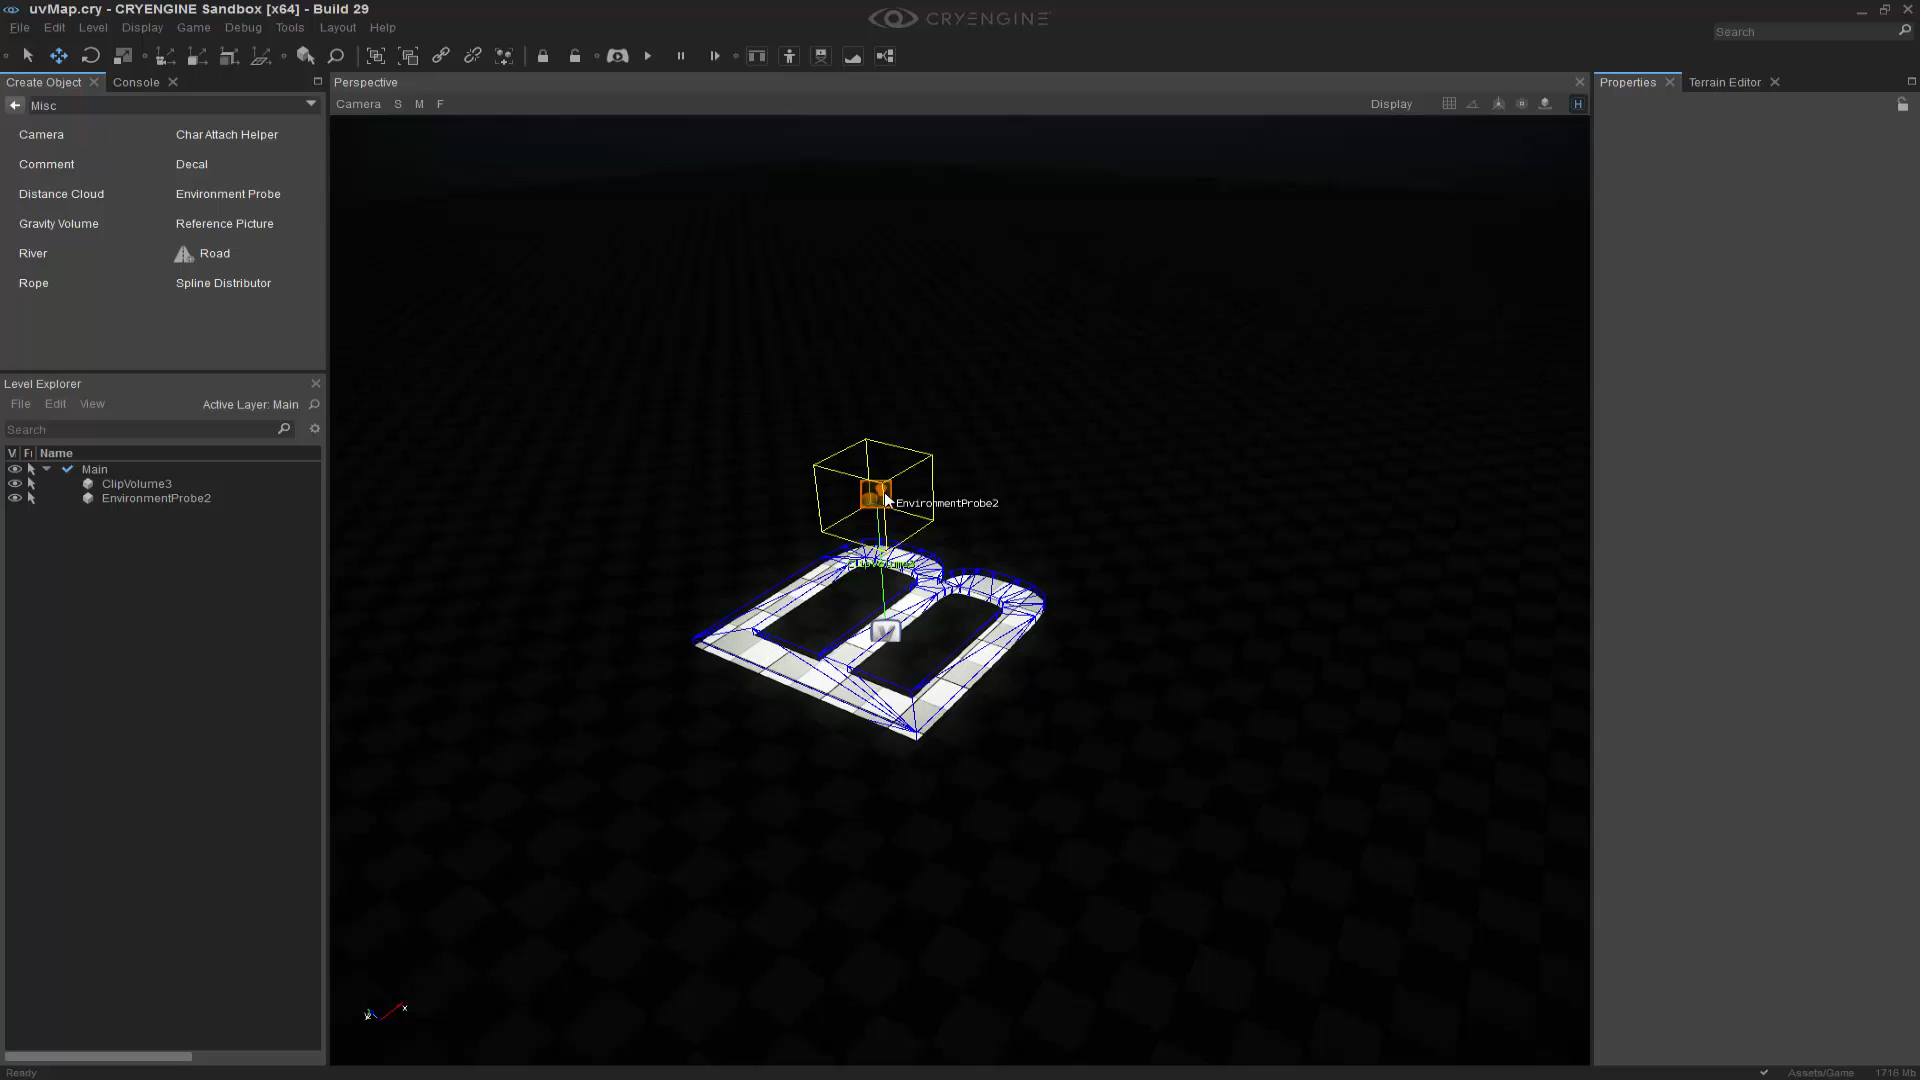 uvMap.cry - CRYENGINE Sandbox [x64] - Build 29
CRYENGINE
File Edit Level Display Game Debug Tools Layout Help
Search
Create Object
Console
Perspective
Properties
Terrain Editor
Misc
Camera S M F
Display
H
Camera
Char Attach Helper
Comment
Decal
Distance Cloud
Environment Probe
Gravity Volume
Reference Picture
River
Road
Rope
Spline Distributor
Level Explorer
File Edit View
Active Layer: Main
Search
V Fi Name
Main
ClipVolume3
EnvironmentProbe2
EnvironmentProbe2
ClipVolume3
x
Ready
Assets/Game
1716 Mb